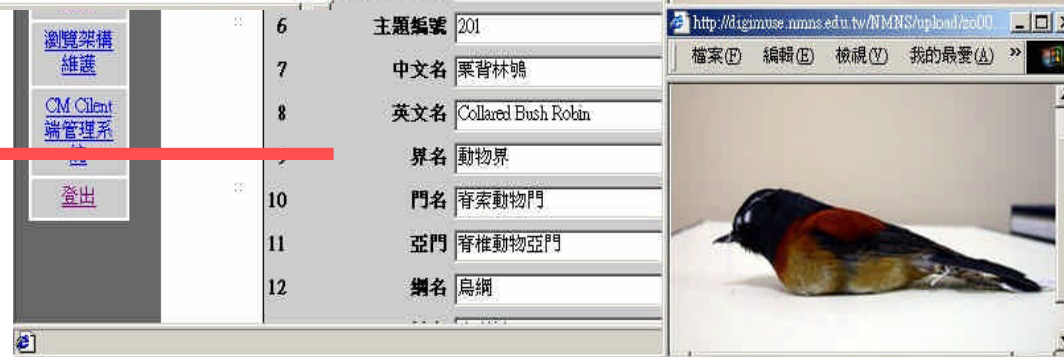 瀏覽架構
維護
CM Cilent
端管理系
登出
6 主題編號 201
7 中文名 栗背林鴝
8 英文名 Collared Bush Robin
界名 動物界
10 門名 脊索動物門
11 亞門 脊椎動物亞門
12 綱名 鳥綱
http://digimuse.nmns.edu.tw/NMNS/upload/zo00
檔案(F) 編輯(E) 檢視(V) 我的最愛(A) »